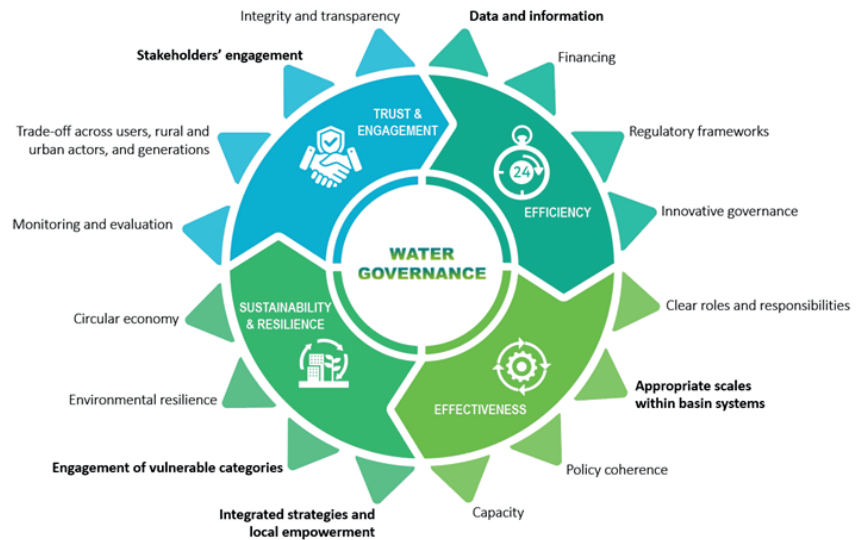 Integrity and transparency
Data and information
Stakeholders’ engagement
Financing
TRUST &
ENGAGEMENT
Trade-off across users, rural and
urban actors, and generations
Regulatory frameworks
24
EFFICIENCY
Monitoring and evaluation
Innovative governance
WATER
GOVERNANCE
Circular economy
SUSTAINABILITY
& RESILIENCE
Clear roles and responsibilities
Environmental resilience
EFFECTIVENESS
Appropriate scales
within basin systems
Engagement of vulnerable categories
Policy coherence
Integrated strategies and
local empowerment
Capacity